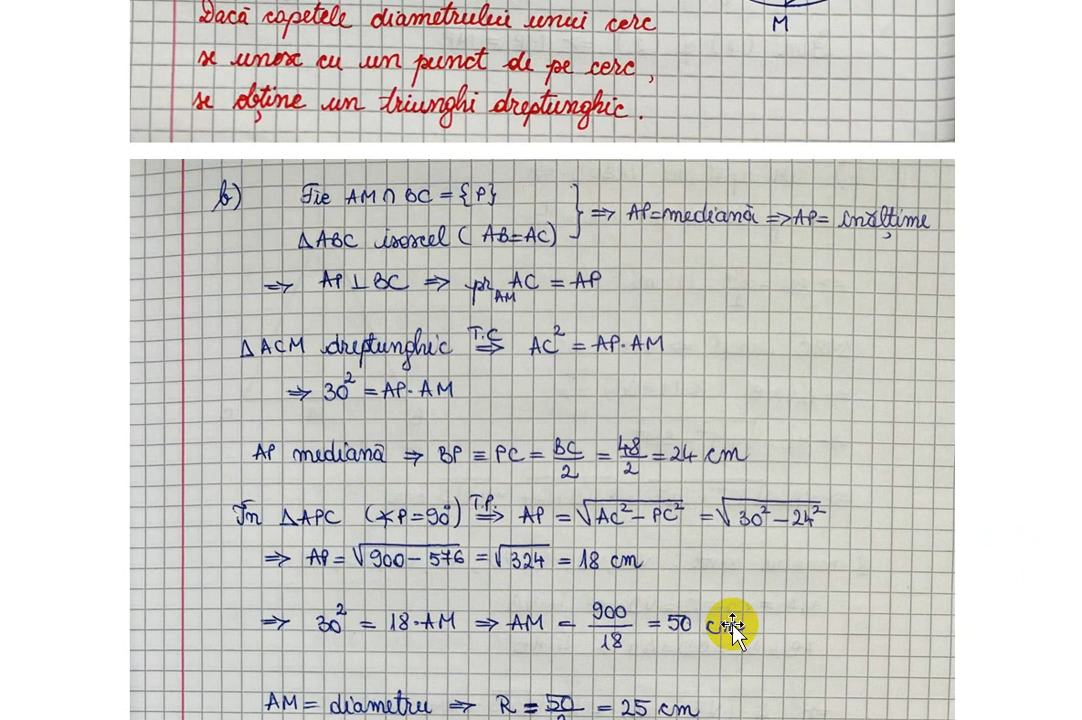 Dacă capetele diametrului unui cerc
M
se unesc cu un punct de pe cerc,
se obține un triunghi dreptunghic.
b) Fie AM ∩ BC = {P}
ΔABC isoscel (AB=AC) } ⇒ AP=mediană ⇒ AP= înălțime
⇒ AP ⊥ BC ⇒ pr_AM AC = AP
ΔACM dreptunghic T.C ⇒ AC² = AP·AM
⇒ 30² = AP·AM
AP mediană ⇒ BP ≡ PC = BC/2 = 48/2 = 24 cm
În ΔAPC (∢P=90°) T.P. ⇒ AP = √AC²−PC² = √30²−24²
⇒ AP = √900−576 = √324 = 18 cm
⇒ 30² = 18·AM ⇒ AM = 900/18 = 50 cm
AM = diametru ⇒ R = 50/2 = 25 cm